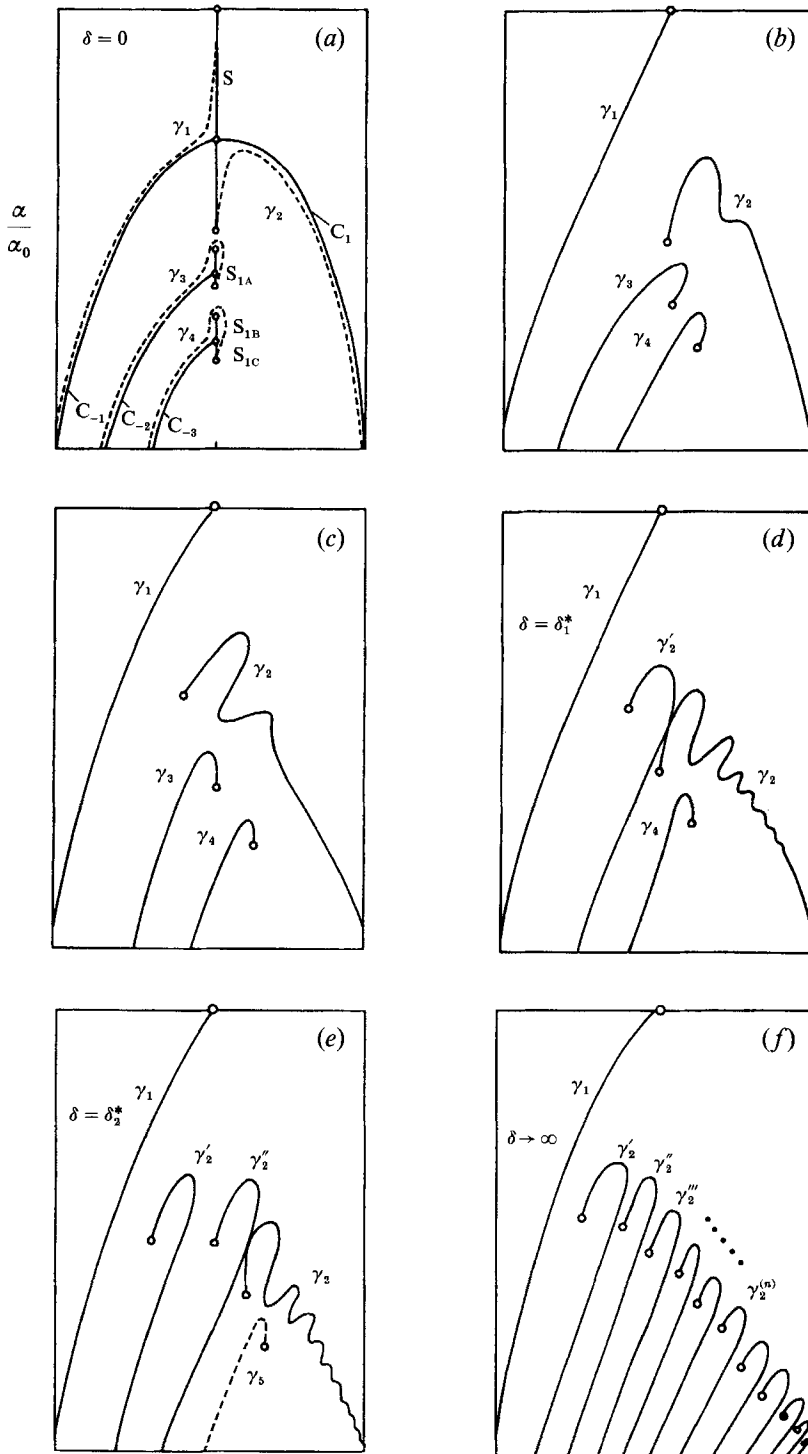 (a)
δ = 0
S
γ₁
γ₂
C₁
α/α₀
γ₃
S₁A
γ₄
S₁B
S₁C
C₋₁
C₋₂
C₋₃
(b)
γ₁
γ₂
γ₃
γ₄
(c)
γ₁
γ₂
γ₃
γ₄
(d)
γ₁
δ = δ₁*
γ₂′
γ₂
γ₄
(e)
γ₁
δ = δ₂*
γ₂′
γ₂″
γ₂
γ₅
(f)
γ₁
δ → ∞
γ₂′
γ₂″
γ₂‴
γ₂⁽ⁿ⁾